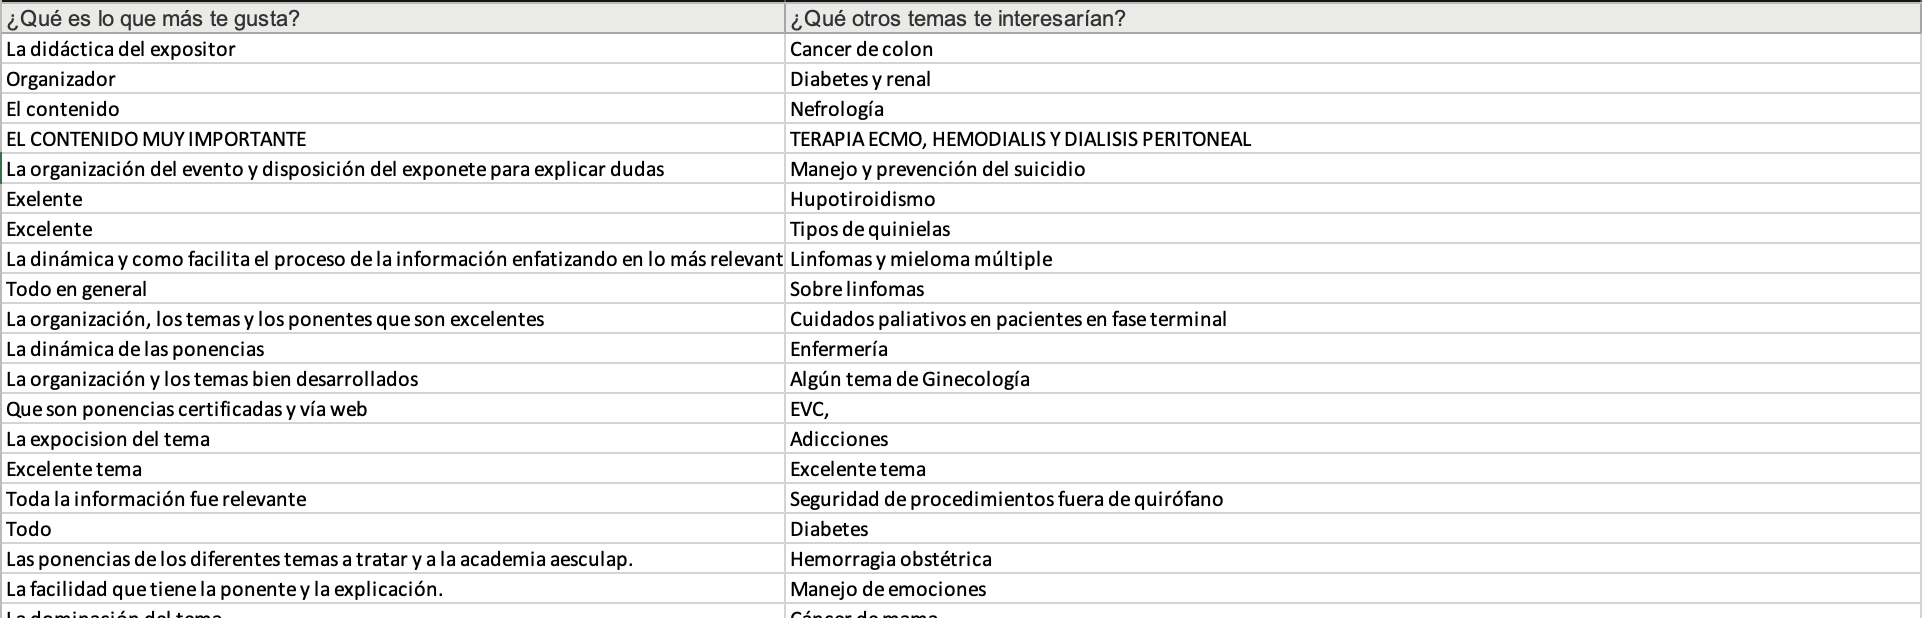 ¿Qué es lo que más te gusta? ¿Qué otros temas te interesarían?
La didáctica del expositor Cancer de colon
Organizador Diabetes y renal
El contenido Nefrología
EL CONTENIDO MUY IMPORTANTE TERAPIA ECMO, HEMODIALIS Y DIALISIS PERITONEAL
La organización del evento y disposición del exponete para explicar dudas Manejo y prevención del suicidio
Exelente Hupotiroidismo
Excelente Tipos de quinielas
La dinámica y como facilita el proceso de la información enfatizando en lo más relevant Linfomas y mieloma múltiple
Todo en general Sobre linfomas
La organización, los temas y los ponentes que son excelentes Cuidados paliativos en pacientes en fase terminal
La dinámica de las ponencias Enfermería
La organización y los temas bien desarrollados Algún tema de Ginecología
Que son ponencias certificadas y vía web EVC,
La expocision del tema Adicciones
Excelente tema Excelente tema
Toda la información fue relevante Seguridad de procedimientos fuera de quirófano
Todo Diabetes
Las ponencias de los diferentes temas a tratar y a la academia aesculap. Hemorragia obstétrica
La facilidad que tiene la ponente y la explicación. Manejo de emociones
La dominación del tema Cáncer de mama